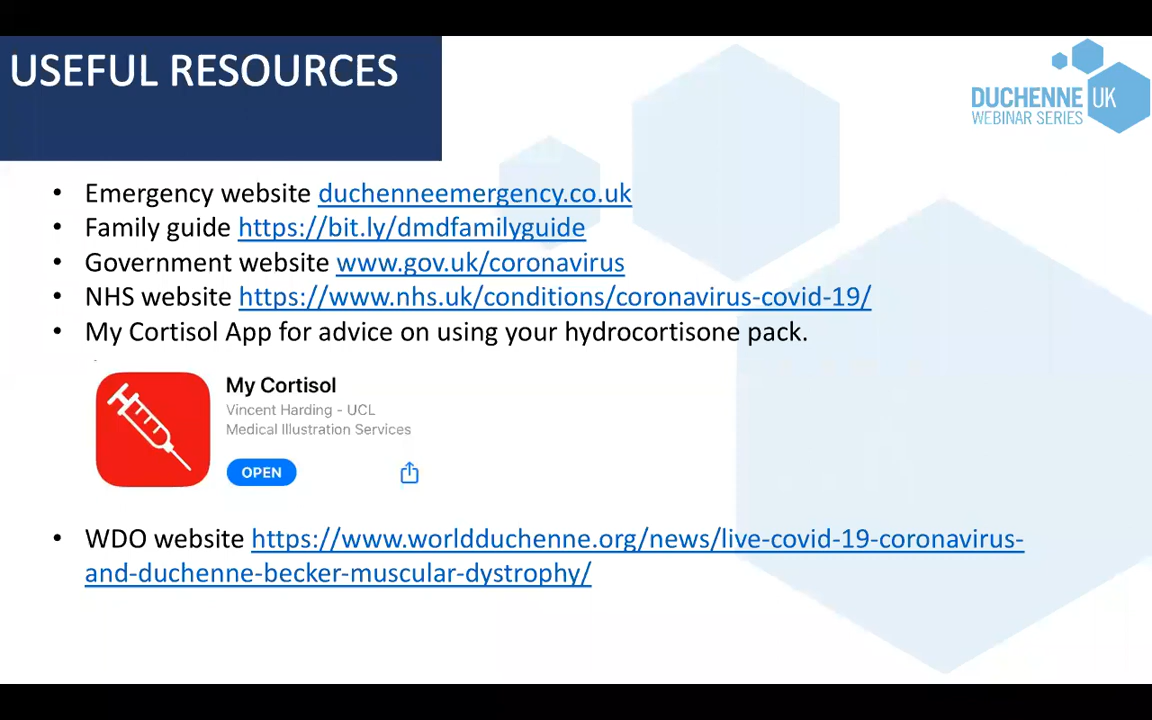 USEFUL RESOURCES
DUCHENNE UK
WEBINAR SERIES
• Emergency website duchenneemergency.co.uk
• Family guide https://bit.ly/dmdfamilyguide
• Government website www.gov.uk/coronavirus
• NHS website https://www.nhs.uk/conditions/coronavirus-covid-19/
• My Cortisol App for advice on using your hydrocortisone pack.
My Cortisol
Vincent Harding - UCL
Medical Illustration Services
OPEN
• WDO website https://www.worldduchenne.org/news/live-covid-19-coronavirus-
and-duchenne-becker-muscular-dystrophy/